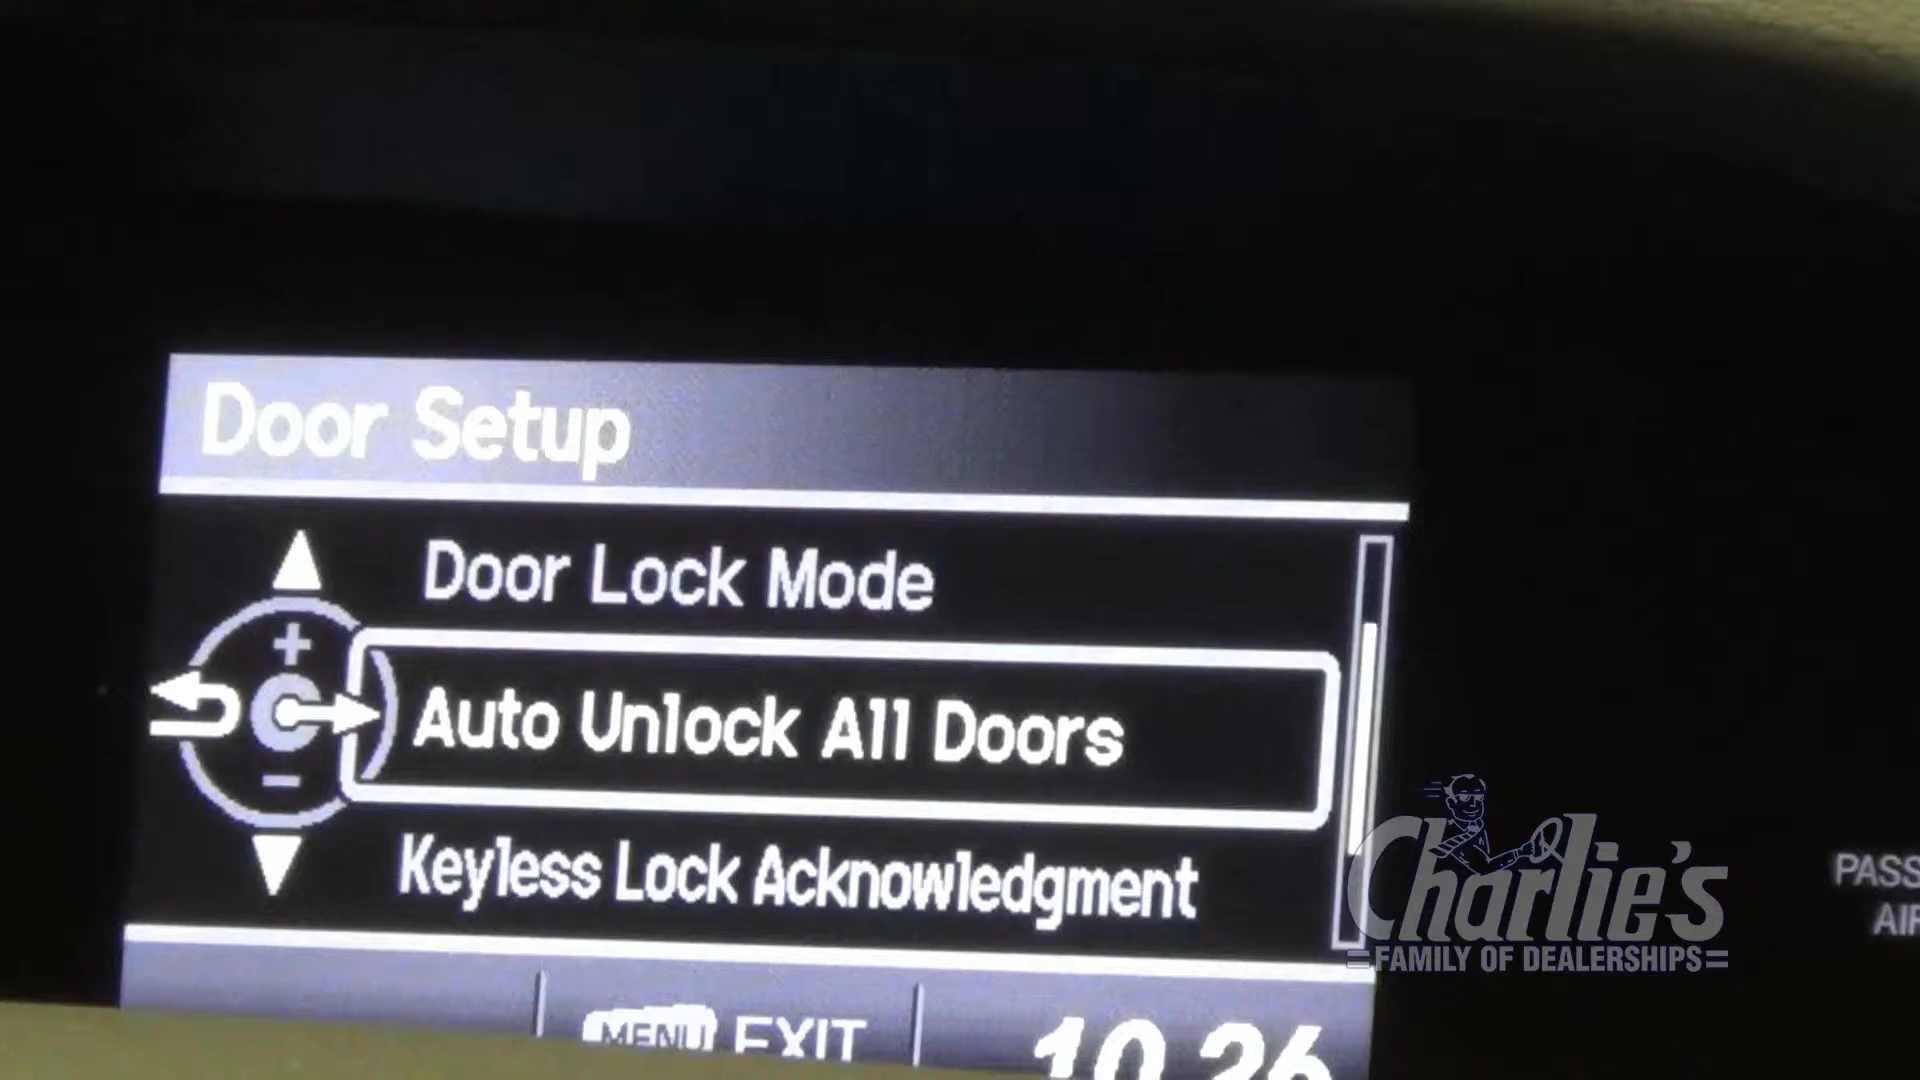 Door Setup
Door Lock Mode
+
Auto Unlock All Doors
-
Keyless Lock Acknowledgment
MENU EXIT
10:26
Charlie's
FAMILY OF DEALERSHIPS
PASS
AIR